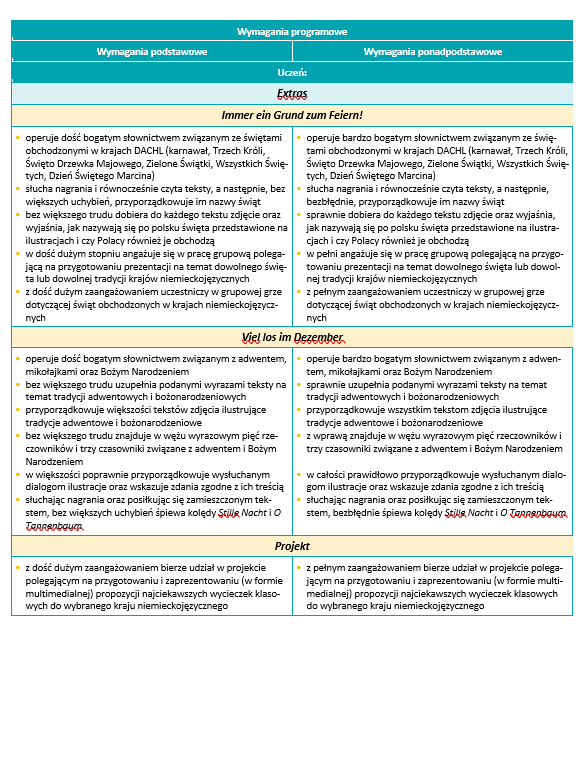 Wymagania programowe
Wymagania podstawowe
Wymagania ponadpodstawowe
Uczeń:
Extras
Immer ein Grund zum Feiern!
• operuje dość bogatym słownictwem związanym ze świętami
obchodzonymi w krajach DACHL (karnawał, Trzech Króli,
Święto Drzewka Majowego, Zielone Świątki, Wszystkich Świę-
tych, Dzień Świętego Marcina)
• słucha nagrania i równocześnie czyta teksty, a następnie, bez
większych uchybień, przyporządkowuje im nazwy świąt
• bez większego trudu dobiera do każdego tekstu zdjęcie oraz
wyjaśnia, jak nazywają się po polsku święta przedstawione na
ilustracjach i czy Polacy również je obchodzą
• w dość dużym stopniu angażuje się w pracę grupową polega-
jącą na przygotowaniu prezentacji na temat dowolnego świę-
ta lub dowolnej tradycji krajów niemieckojęzycznych
• z dość dużym zaangażowaniem uczestniczy w grupowej grze
dotyczącej świąt obchodzonych w krajach niemieckojęzycz-
nych
• operuje bardzo bogatym słownictwem związanym ze świę-
tami obchodzonymi w krajach DACHL (karnawał, Trzech Króli,
Święto Drzewka Majowego, Zielone Świątki, Wszystkich Świę-
tych, Dzień Świętego Marcina)
• słucha nagrania i równocześnie czyta teksty, a następnie,
bezbłędnie, przyporządkowuje im nazwy świąt
• sprawnie dobiera do każdego tekstu zdjęcie oraz wyjaśnia,
jak nazywają się po polsku święta przedstawione na ilustra-
cjach i czy Polacy również je obchodzą
• w pełni angażuje się w pracę grupową polegającą na przygo-
towaniu prezentacji na temat dowolnego święta lub dowol-
nej tradycji krajów niemieckojęzycznych
• z pełnym zaangażowaniem uczestniczy w grupowej grze
dotyczącej świąt obchodzonych w krajach niemieckojęzycz-
nych
Viel los im Dezember
• operuje dość bogatym słownictwem związanym z adwentem,
mikołajkami oraz Bożym Narodzeniem
• bez większego trudu uzupełnia podanymi wyrazami teksty na
temat tradycji adwentowych i bożonarodzeniowych
• przyporządkowuje większości tekstów zdjęcia ilustrujące
tradycje adwentowe i bożonarodzeniowe
• bez większego trudu znajduje w wężu wyrazowym pięć rze-
czowników i trzy czasowniki związane z adwentem i Bożym
Narodzeniem
• w większości poprawnie przyporządkowuje wysłuchanym
dialogom ilustracje oraz wskazuje zdania zgodne z ich treścią
• słuchając nagrania oraz posiłkując się zamieszczonym tek-
stem, bez większych uchybień śpiewa kolędy Stille Nacht i O
Tannenbaum
• operuje bardzo bogatym słownictwem związanym z adwen-
tem, mikołajkami oraz Bożym Narodzeniem
• sprawnie uzupełnia podanymi wyrazami teksty na temat
tradycji adwentowych i bożonarodzeniowych
• przyporządkowuje wszystkim tekstom zdjęcia ilustrujące
tradycje adwentowe i bożonarodzeniowe
• z wprawą znajduje w wężu wyrazowym pięć rzeczowników i
trzy czasowniki związane z adwentem i Bożym Narodzeniem
• w całości prawidłowo przyporządkowuje wysłuchanym dialo-
gom ilustracje oraz wskazuje zdania zgodne z ich treścią
• słuchając nagrania oraz posiłkując się zamieszczonym tek-
stem, bezbłędnie śpiewa kolędy Stille Nacht i O Tannenbaum
Projekt
• z dość dużym zaangażowaniem bierze udział w projekcie
polegającym na przygotowaniu i zaprezentowaniu (w formie
multimedialnej) propozycji najciekawszych wycieczek klaso-
wych do wybranego kraju niemieckojęzycznego
• z pełnym zaangażowaniem bierze udział w projekcie polega-
jącym na przygotowaniu i zaprezentowaniu (w formie multi-
medialnej) propozycji najciekawszych wycieczek klasowych
do wybranego kraju niemieckojęzycznego